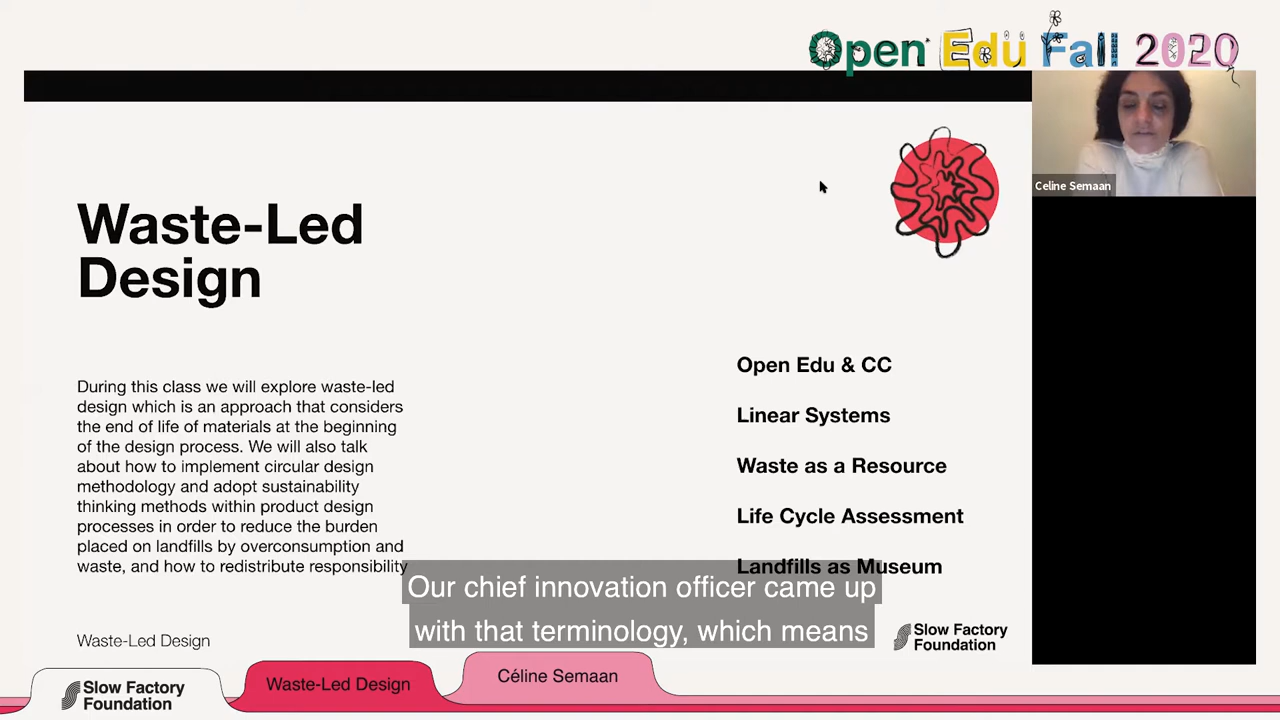 Open Edu Fall 2020
Celine Semaan
Waste-Led
Design
During this class we will explore waste-led
design which is an approach that considers
the end of life of materials at the beginning
of the design process. We will also talk
about how to implement circular design
methodology and adopt sustainability
thinking methods within product design
processes in order to reduce the burden
placed on landfills by overconsumption and
waste, and how to redistribute responsibility
Open Edu & CC
Linear Systems
Waste as a Resource
Life Cycle Assessment
Landfills as Museum
Our chief innovation officer came up
with that terminology, which means
Waste-Led Design
Slow Factory
Foundation
Slow Factory
Foundation
Waste-Led Design
Céline Semaan